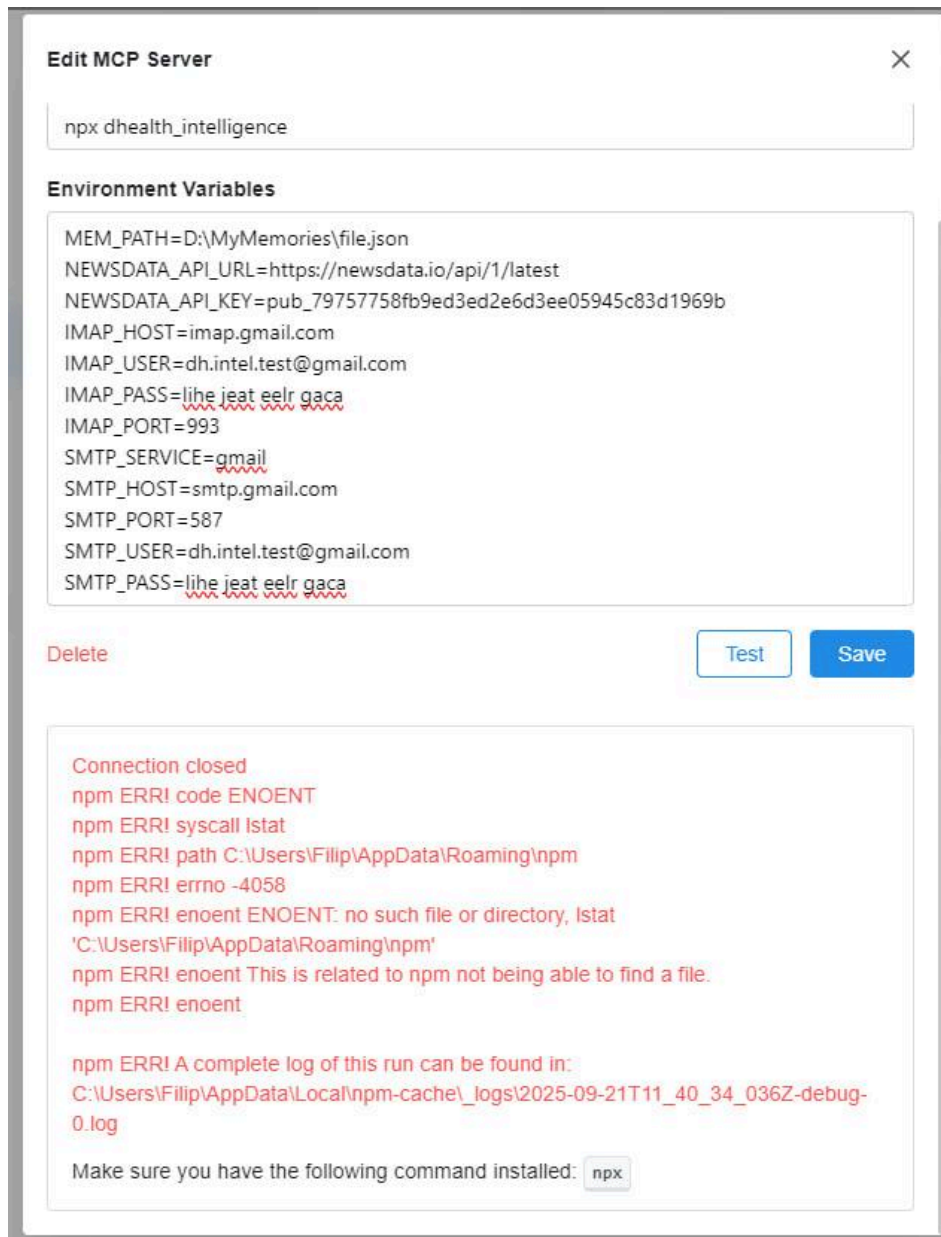 Edit MCP Server
npx dhealth_intelligence
Environment Variables
MEM_PATH=D:\MyMemories\file.json
NEWSDATA_API_URL=https://newsdata.io/api/1/latest
NEWSDATA_API_KEY=pub_79757758fb9ed3ed2e6d3ee05945c83d1969b
IMAP_HOST=imap.gmail.com
IMAP_USER=dh.intel.test@gmail.com
IMAP_PASS=lihe jeat eelr gaca
IMAP_PORT=993
SMTP_SERVICE=gmail
SMTP_HOST=smtp.gmail.com
SMTP_PORT=587
SMTP_USER=dh.intel.test@gmail.com
SMTP_PASS=lihe jeat eelr gaca
Delete
Test
Save
Connection closed
npm ERR! code ENOENT
npm ERR! syscall lstat
npm ERR! path C:\Users\Filip\AppData\Roaming\npm
npm ERR! errno -4058
npm ERR! enoent ENOENT: no such file or directory, lstat
'C:\Users\Filip\AppData\Roaming\npm'
npm ERR! enoent This is related to npm not being able to find a file.
npm ERR! enoent
npm ERR! A complete log of this run can be found in:
C:\Users\Filip\AppData\Local\npm-cache\_logs\2025-09-21T11_40_34_036Z-debug-
0.log
Make sure you have the following command installed: npx